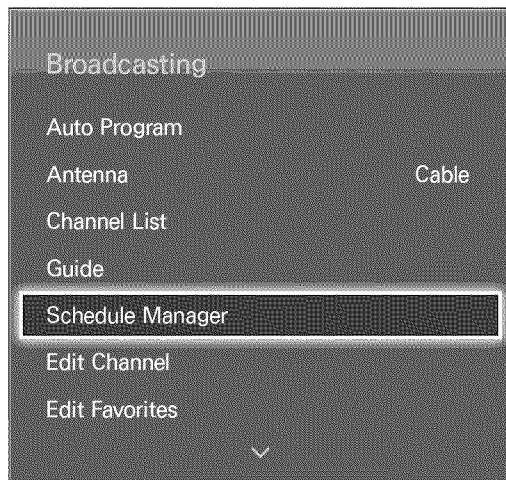 Broadcasting
Auto Program
Antenna Cable
Channel List
Guide
Schedule Manager
Edit Channel
Edit Favorites